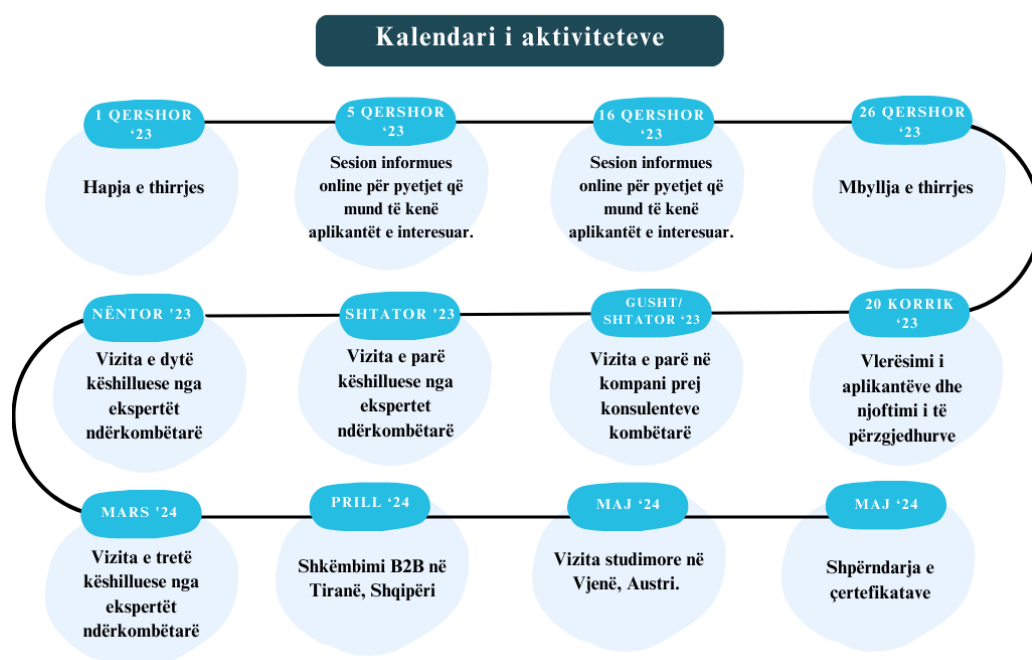 Kalendari i aktiviteteve
1 QERSHOR
‘23
Hapja e thirrjes
5 QERSHOR
‘23
Sesion informues
online për pyetjet që
mund të kenë
aplikantët e interesuar.
16 QERSHOR
‘23
Sesion informues
online për pyetjet që
mund të kenë
aplikantët e interesuar.
26 QERSHOR
‘23
Mbyllja e thirrjes
20 KORRIK
‘23
Vlerësimi i
aplikantëve dhe
njoftimi i të
përzgjedhurve
GUSHT/
SHTATOR ‘23
Vizita e parë në
kompani prej
konsulenteve
kombëtarë
SHTATOR '23
Vizita e parë
këshilluese nga
ekspertet
ndërkombëtarë
NËNTOR '23
Vizita e dytë
këshilluese nga
ekspertët
ndërkombëtarë
MARS '24
Vizita e tretë
këshilluese nga
ekspertët
ndërkombëtarë
PRILL ‘24
Shkëmbimi B2B në
Tiranë, Shqipëri
MAJ ‘24
Vizita studimore në
Vjenë, Austri.
MAJ ‘24
Shpërndarja e
çertefikatave